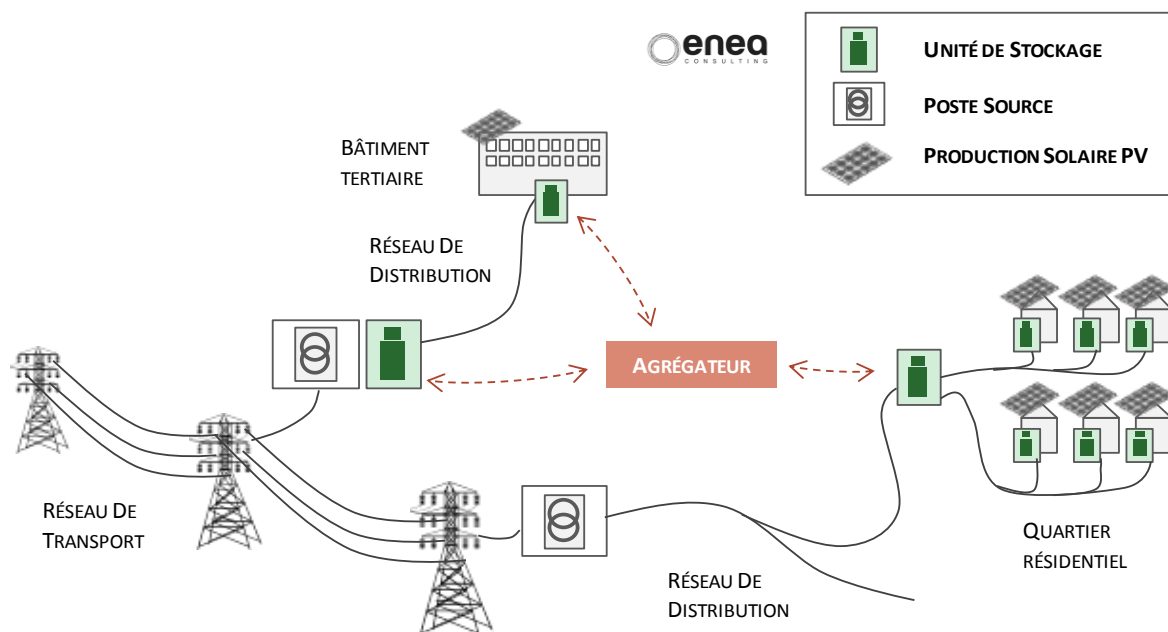 enea
CONSULTING
UNITÉ DE STOCKAGE
POSTE SOURCE
PRODUCTION SOLAIRE PV
BÂTIMENT
TERTIAIRE
RÉSEAU DE
DISTRIBUTION
AGRÉGATEUR
RÉSEAU DE
TRANSPORT
QUARTIER
RÉSIDENTIEL
RÉSEAU DE
DISTRIBUTION